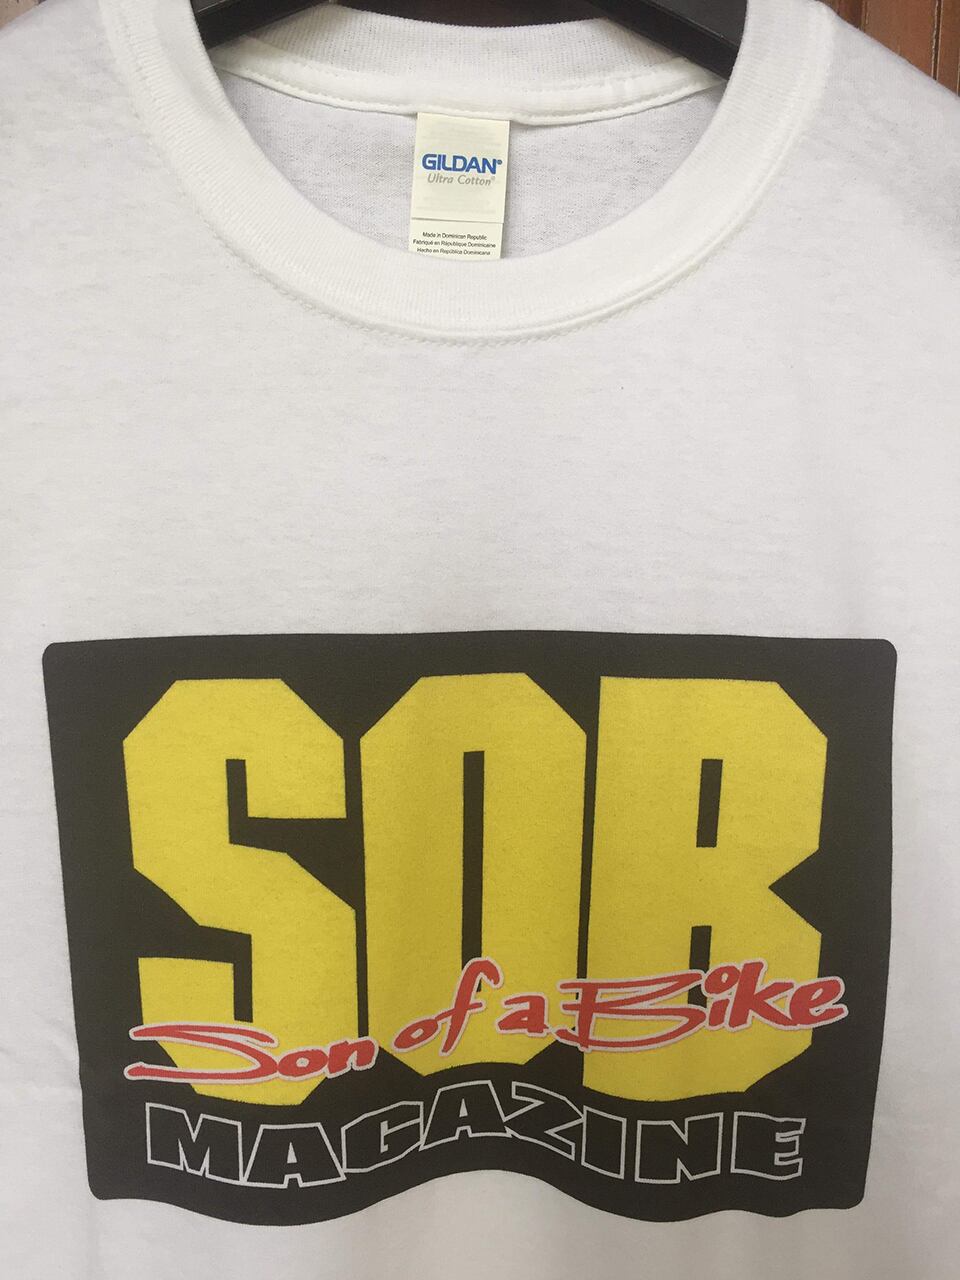 GILDAN®
Ultra Cotton®
Made in Dominican Republic
Fabriqué en République Dominicaine
Hecho en República Dominicana
SOB
Son of a Bike
MAGAZINE